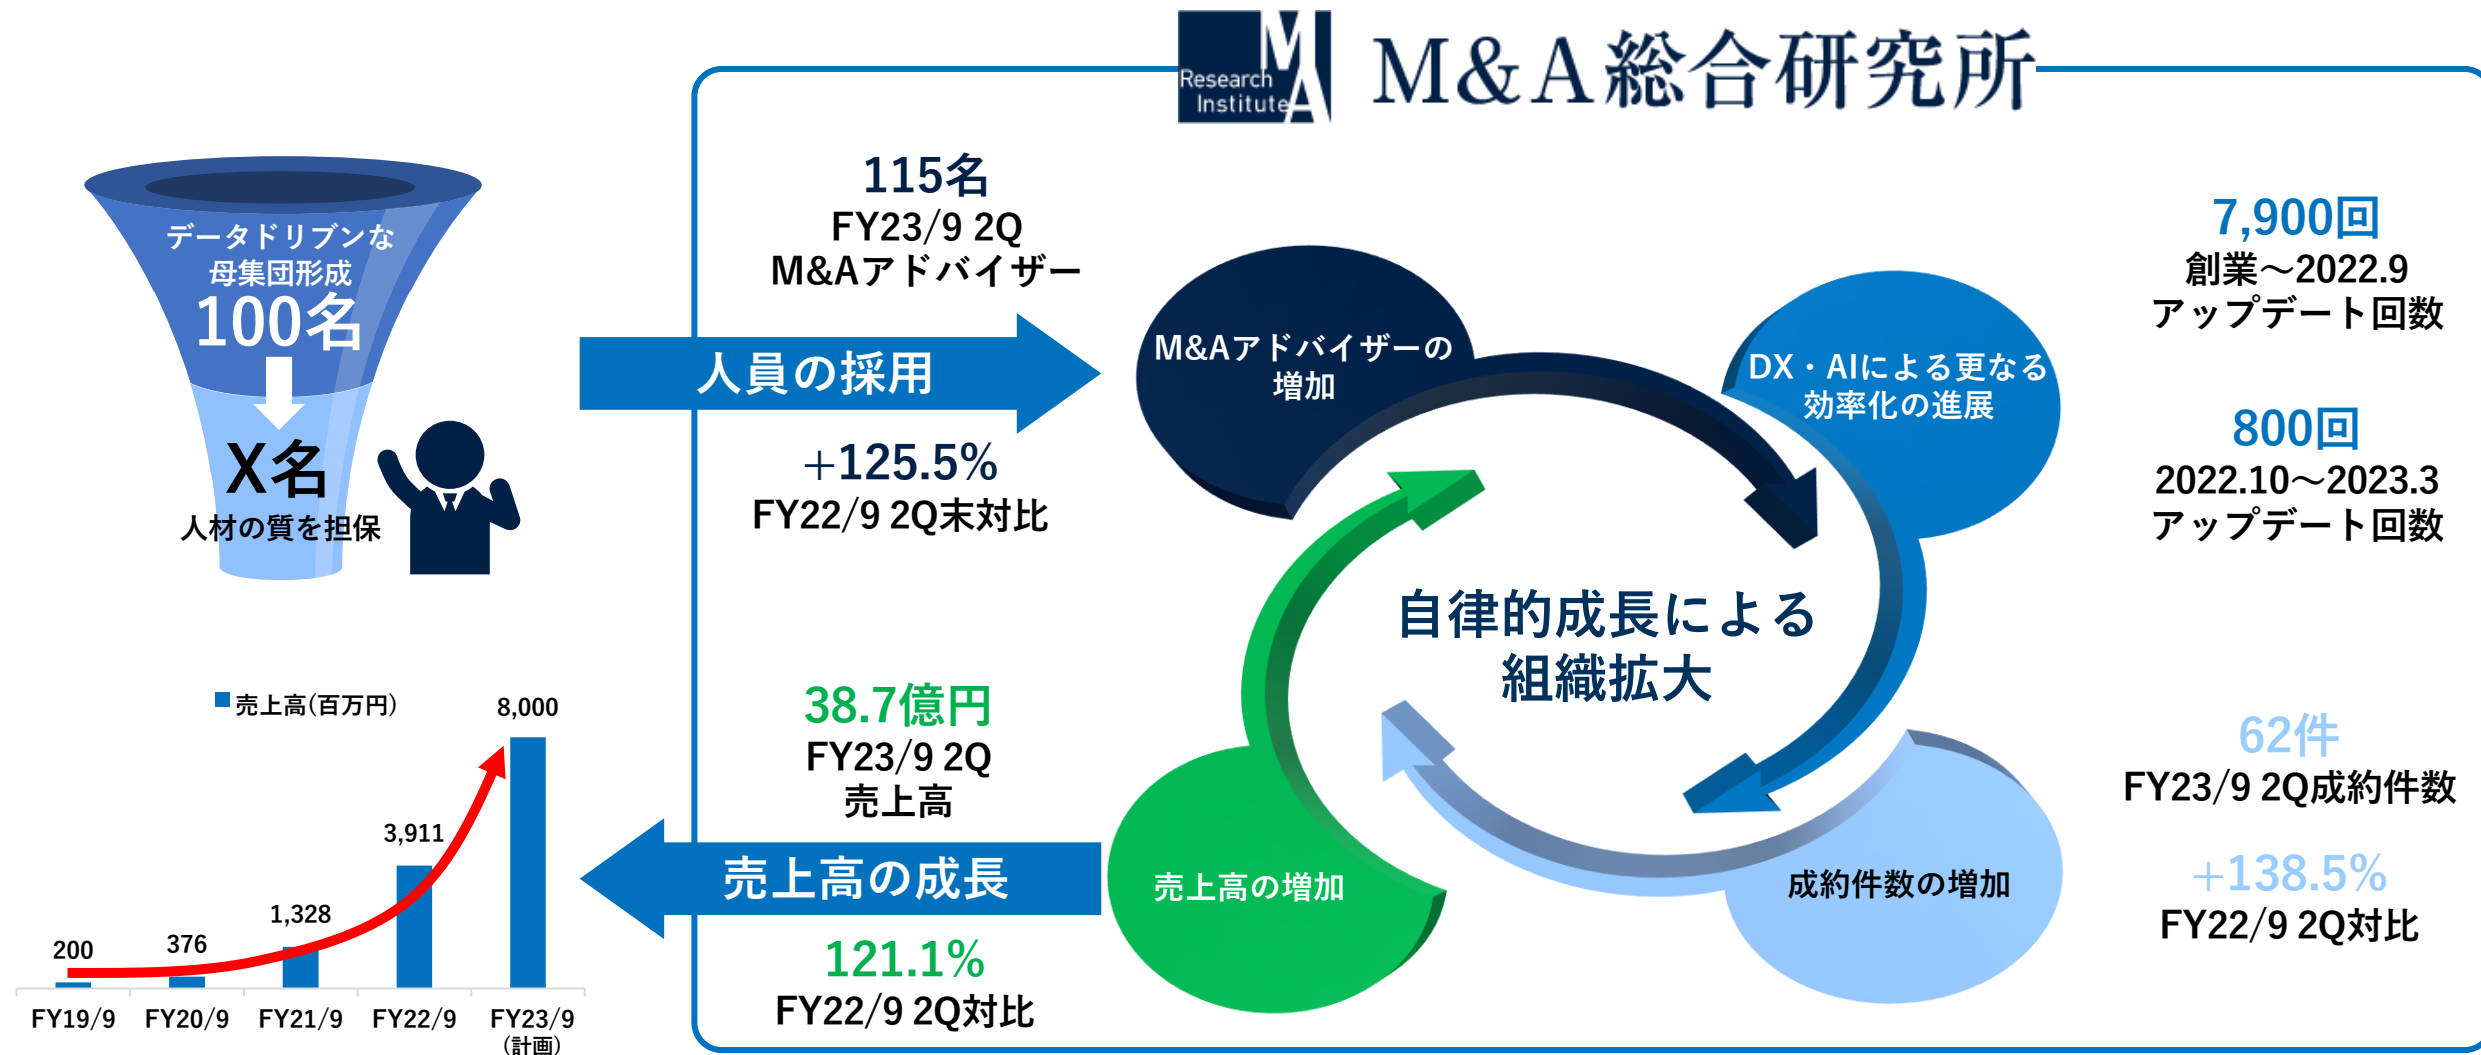 Research
Institute
MA
M&A総合研究所
データドリブンな
母集団形成
100名
X名
人材の質を担保
115名
FY23/9 2Q
M&Aアドバイザー
人員の採用
+125.5%
FY22/9 2Q末対比
M&Aアドバイザーの
増加
DX・AIによる更なる
効率化の進展
7,900回
創業～2022.9
アップデート回数
800回
2022.10～2023.3
アップデート回数
自律的成長による
組織拡大
38.7億円
FY23/9 2Q
売上高
売上高の成長
121.1%
FY22/9 2Q対比
売上高の増加
成約件数の増加
62件
FY23/9 2Q成約件数
+138.5%
FY22/9 2Q対比
売上高(百万円)
200
376
1,328
3,911
8,000
FY19/9
FY20/9
FY21/9
FY22/9
FY23/9
(計画)